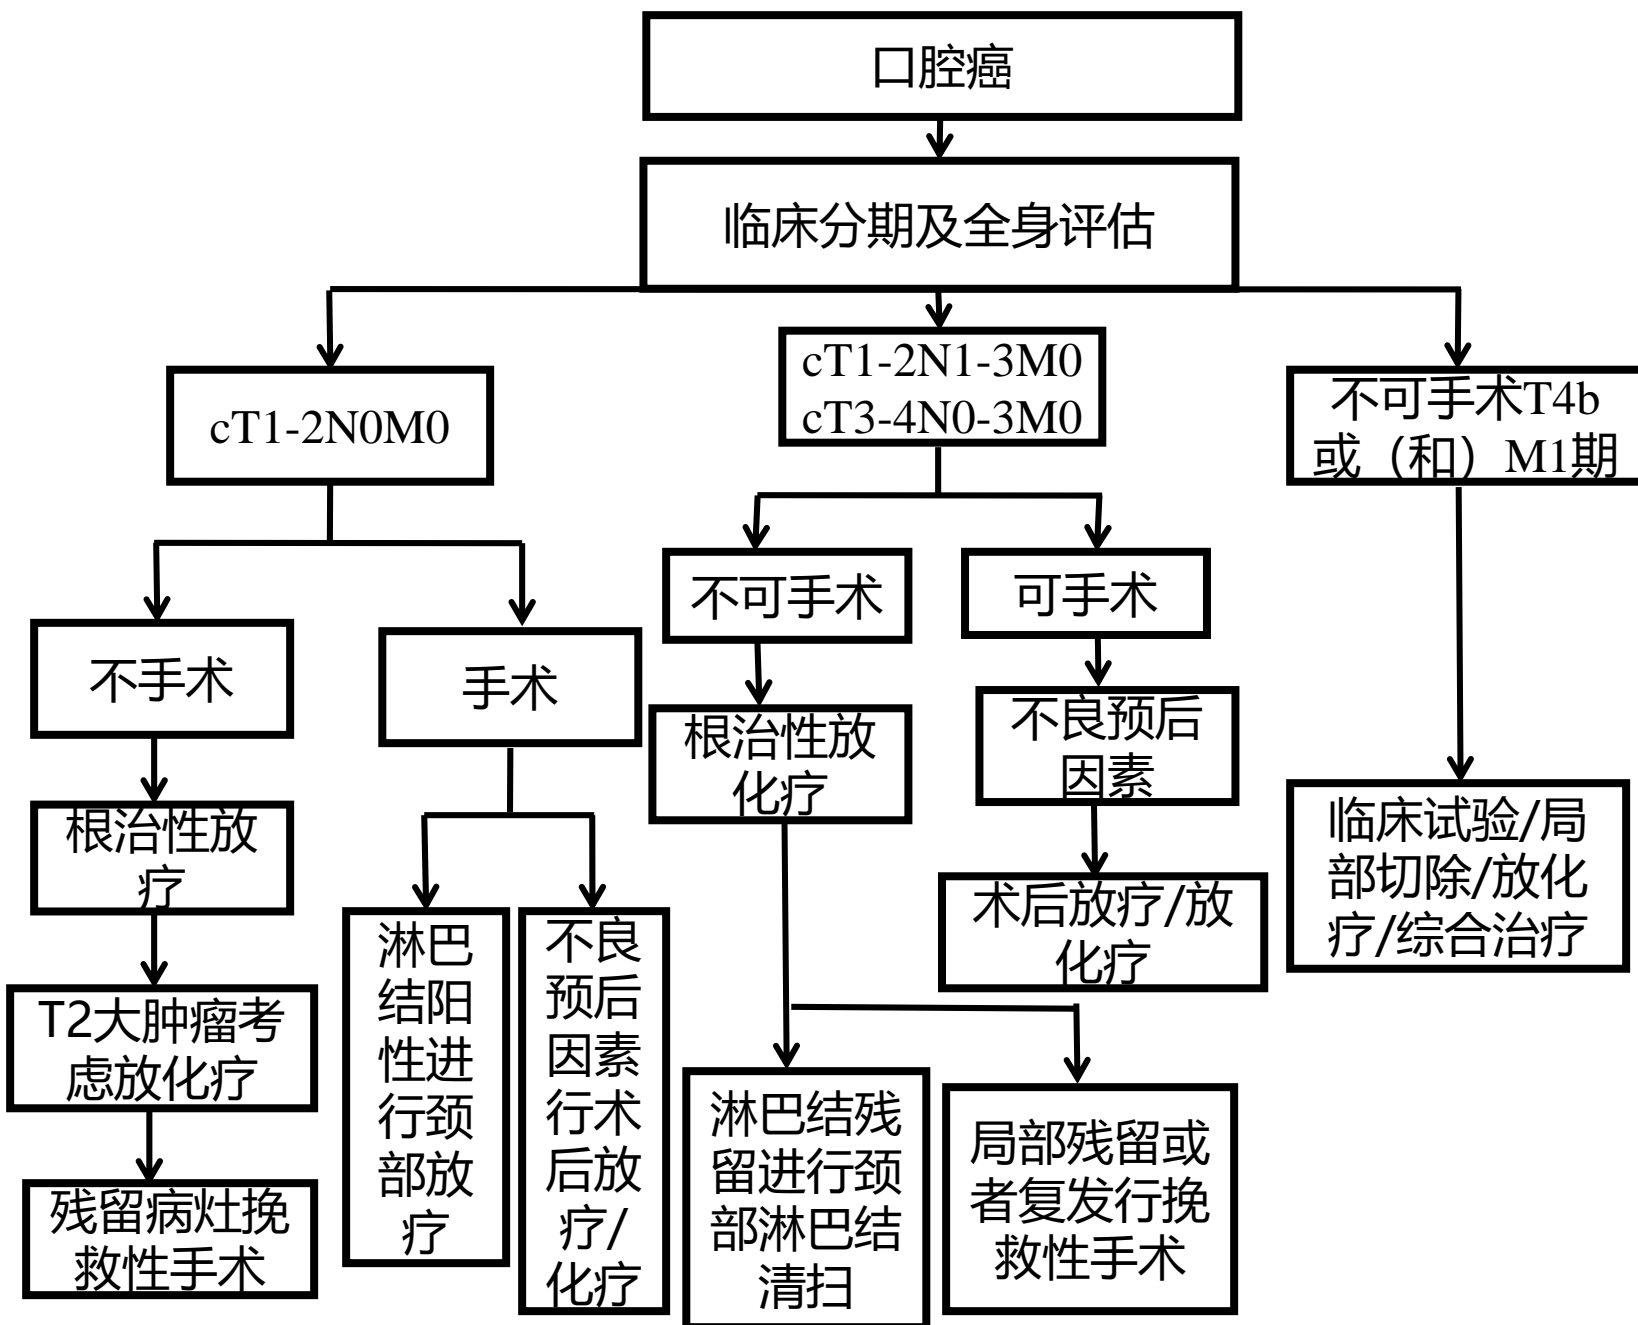 口腔癌
临床分期及全身评估
cT1-2N0M0
cT1-2N1-3M0
cT3-4N0-3M0
不可手术T4b
或（和）M1期
不手术
手术
不可手术
可手术
根治性放
疗
根治性放
化疗
不良预后
因素
临床试验/局
部切除/放化
疗/综合治疗
T2大肿瘤考
虑放化疗
淋巴
结阳
性进
行颈
部放
疗
不良
预后
因素
行术
后放
疗/
化疗
术后放疗/放
化疗
残留病灶挽
救性手术
淋巴结残
留进行颈
部淋巴结
清扫
局部残留或
者复发行挽
救性手术